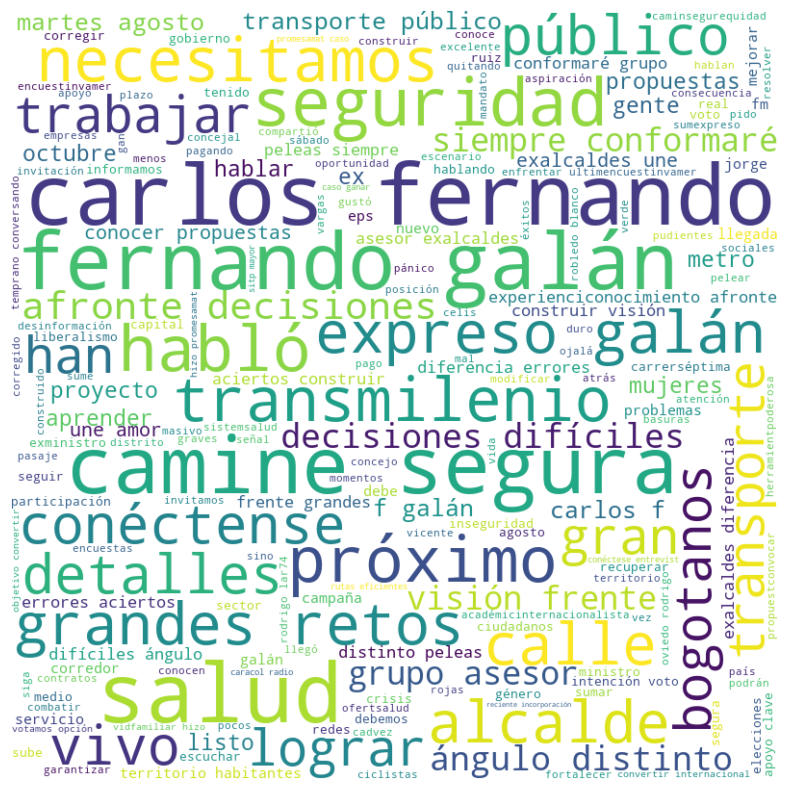 martes agosto
transporte público
público
caminsegurequidad
corregir
gobierno
promesamat caso
construir
conoce
excelente
necesitamos
ruiz
quitando
conformaré grupo
mejorar
encuestinvamer
apoyo
plazo
tenido
seguridad
mandato
aspiración
propuestas
consecuencia
resolver
trabajar
gente
real
voto
fm
hablan
pido
empresas
gan
concejal
compartió
sábado
menos
pagando
siempre conformaré
sumexpreso
octubre
hablar
peleas siempre
oportunidad
escenario
exalcaldes une
jorge
invitación
informamos
ex
hablando
enfrentar
ultimencuestinvamer
caso ganar
gustó
carlos fernando
temprano conversando
vargas
eps
éxitos
robledo blanco
verde
conocer propuestas
asesor exalcaldes
nuevo
pudientes
llegada
sociales
fernando galán
sitp mayor
pánico
posición
metro
pelear
afronte decisiones
experienciconocimiento afronte
desinformación
capital
celis
construir visión
liberalismo
duro
ojalá
han
habló
expreso galán
corregido
construido
hizo promesamat
sume
pago
mal
diferencia errores
atrás
carrerséptima
proyecto
aciertos construir
modificar
mujeres
atención
aprender
transmilenio
problemas
basuras
transporte
une amor
masivo
sistemsalud
decisiones difíciles
exministro
distrito
graves
señal
vida
herramientpoderosa
pasaje
seguir
camine segura
concejo
momentos
participación
invitamos
frente grandes
debe
f galán
carlos f
bogotanos
exalcaldes diferencia
conéctense
inseguridad
encuestas
sino
vicente
agosto
próximo
gran
conéctese entrevist
propuestconvocar
objetivo convertir
detalles
rutas eficientes
recuperar
territorio
errores aciertos
sector
rodrigo lar74
campaña
visión frente
académicinternacionalista
vez
oviedo rodrigo
grandes retos
llegó
ciudadanos
calle
difíciles ángulo
galán
distinto peleas
corredor
conocen
caracol radio
salud
grupo asesor
ministro
país
siga
contratos
intención voto
podrán
medio
rojas
crisis
género
sumar
combatir
vidfamiliar hizo
ofertsalud
reciente incorporación
alcalde
segura
elecciones
apoyo clave
servicio
votamos opción
pocos
redes
cadvez
debemos
vivo
listo
lograr
ángulo distinto
sube
escuchar
garantizar
territorio habitantes
ciclistas
fortalecer
convertir internacional